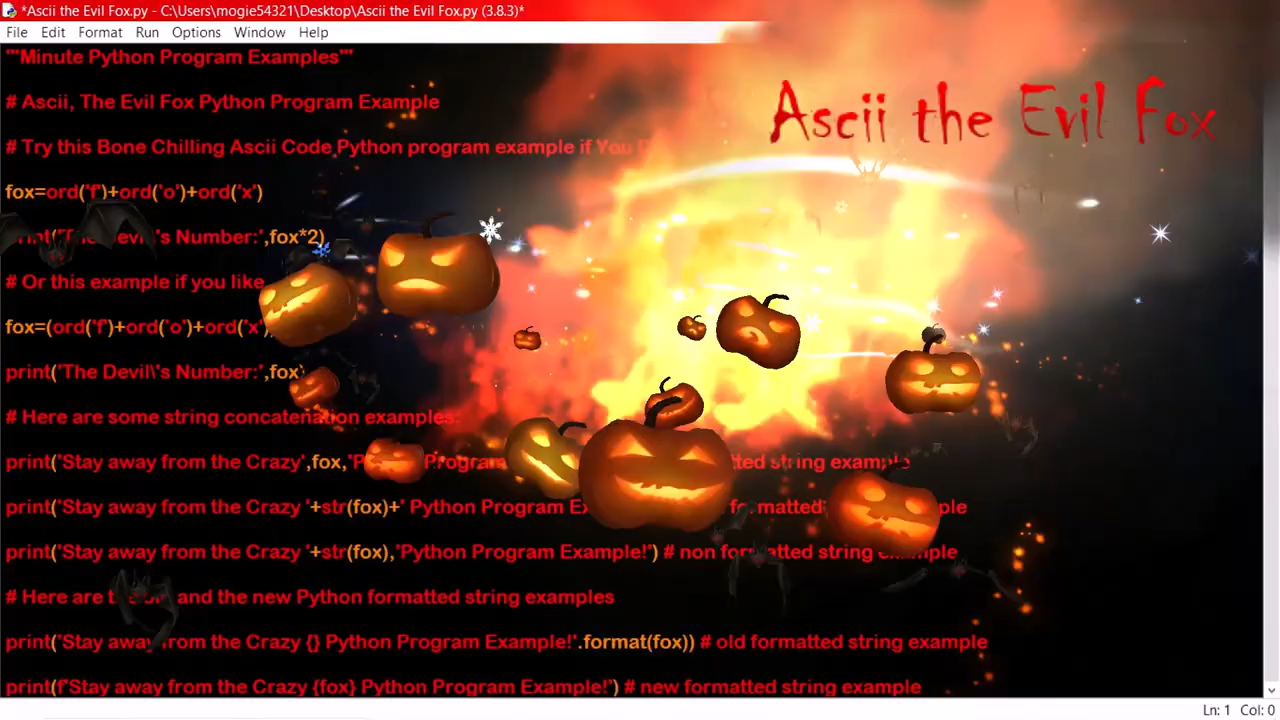 *Ascii the Evil Fox.py - C:\Users\mogie54321\Desktop\Ascii the Evil Fox.py (3.8.3)*
File Edit Format Run Options Window Help
'''Minute Python Program Examples'''
Ascii the Evil Fox
# Ascii, The Evil Fox Python Program Example
# Try this Bone Chilling Ascii Code Python program example if You
fox=ord('f')+ord('o')+ord('x')
print('The Devil\'s Number:',fox*2)
# Or this example if you like
fox=(ord('f')+ord('o')+ord('x')
print('The Devil\'s Number:',fox)
# Here are some string concatenation examples:
print('Stay away from the Crazy',fox,'P Program tted string example
print('Stay away from the Crazy '+str(fox)+' Python Program Ex formatted example
print('Stay away from the Crazy '+str(fox),'Python Program Example!') # non formatted string example
# Here are the old and the new Python formatted string examples
print('Stay away from the Crazy {} Python Program Example!'.format(fox)) # old formatted string example
print(f'Stay away from the Crazy {fox} Python Program Example!') # new formatted string example
Ln: 1 Col: 0